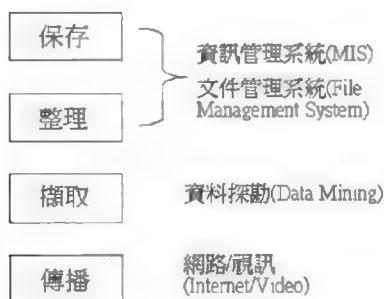 保存
資訊管理系統(MIS)
文件管理系統(File
Management System)
整理
擷取
資料探勘(Data Mining)
傳播
網路/視訊
(Internet/Video)